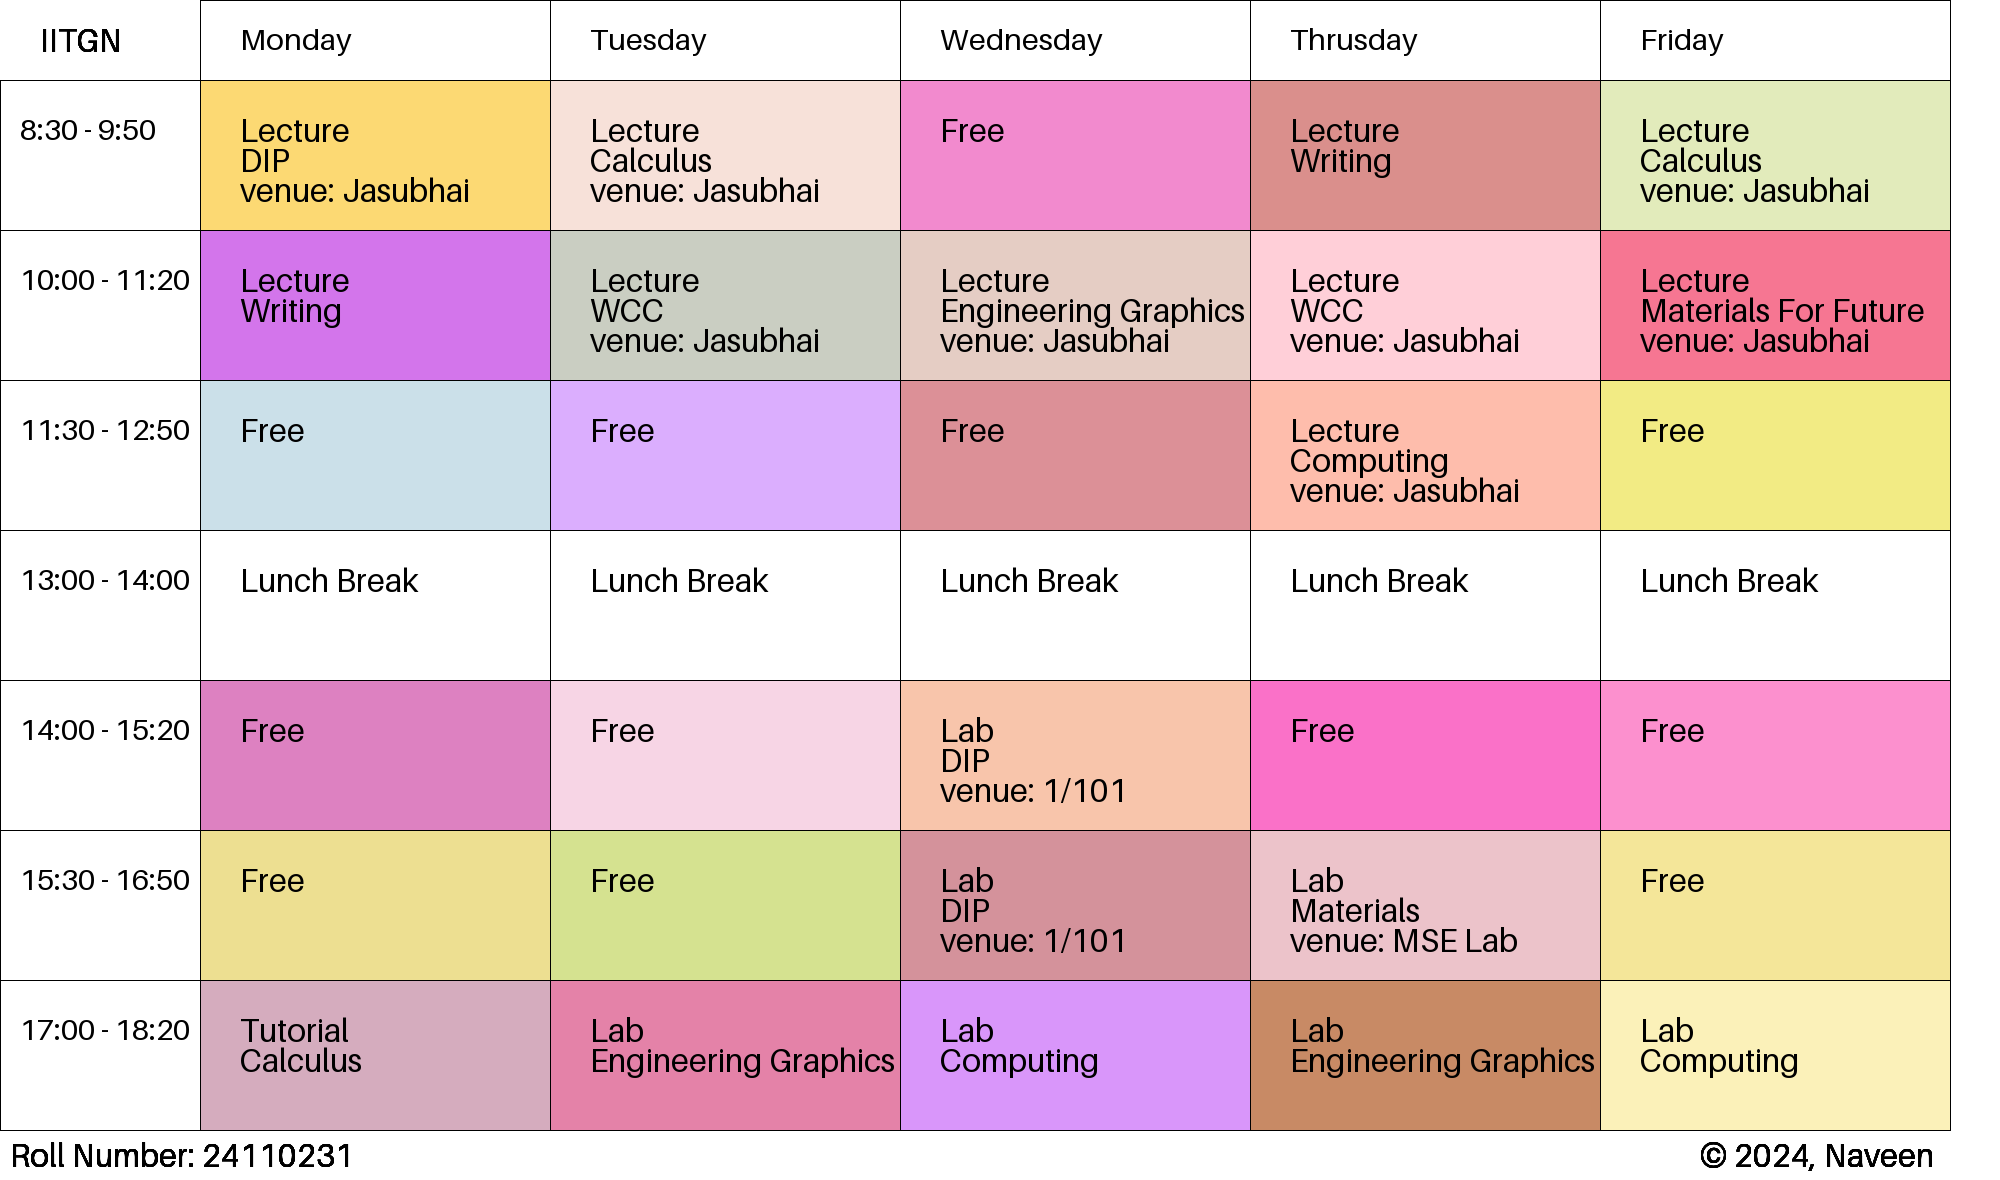 IITGN
Monday
Tuesday
Wednesday
Thrusday
Friday
8:30 - 9:50
Lecture
DIP
venue: Jasubhai
Lecture
Calculus
venue: Jasubhai
Free
Lecture
Writing
Lecture
Calculus
venue: Jasubhai
10:00 - 11:20
Lecture
Writing
Lecture
WCC
venue: Jasubhai
Lecture
Engineering Graphics
venue: Jasubhai
Lecture
WCC
venue: Jasubhai
Lecture
Materials For Future
venue: Jasubhai
11:30 - 12:50
Free
Free
Free
Lecture
Computing
venue: Jasubhai
Free
13:00 - 14:00
Lunch Break
Lunch Break
Lunch Break
Lunch Break
Lunch Break
14:00 - 15:20
Free
Free
Lab
DIP
venue: 1/101
Free
Free
15:30 - 16:50
Free
Free
Lab
DIP
venue: 1/101
Lab
Materials
venue: MSE Lab
Free
17:00 - 18:20
Tutorial
Calculus
Lab
Engineering Graphics
Lab
Computing
Lab
Engineering Graphics
Lab
Computing
Roll Number: 24110231
© 2024, Naveen